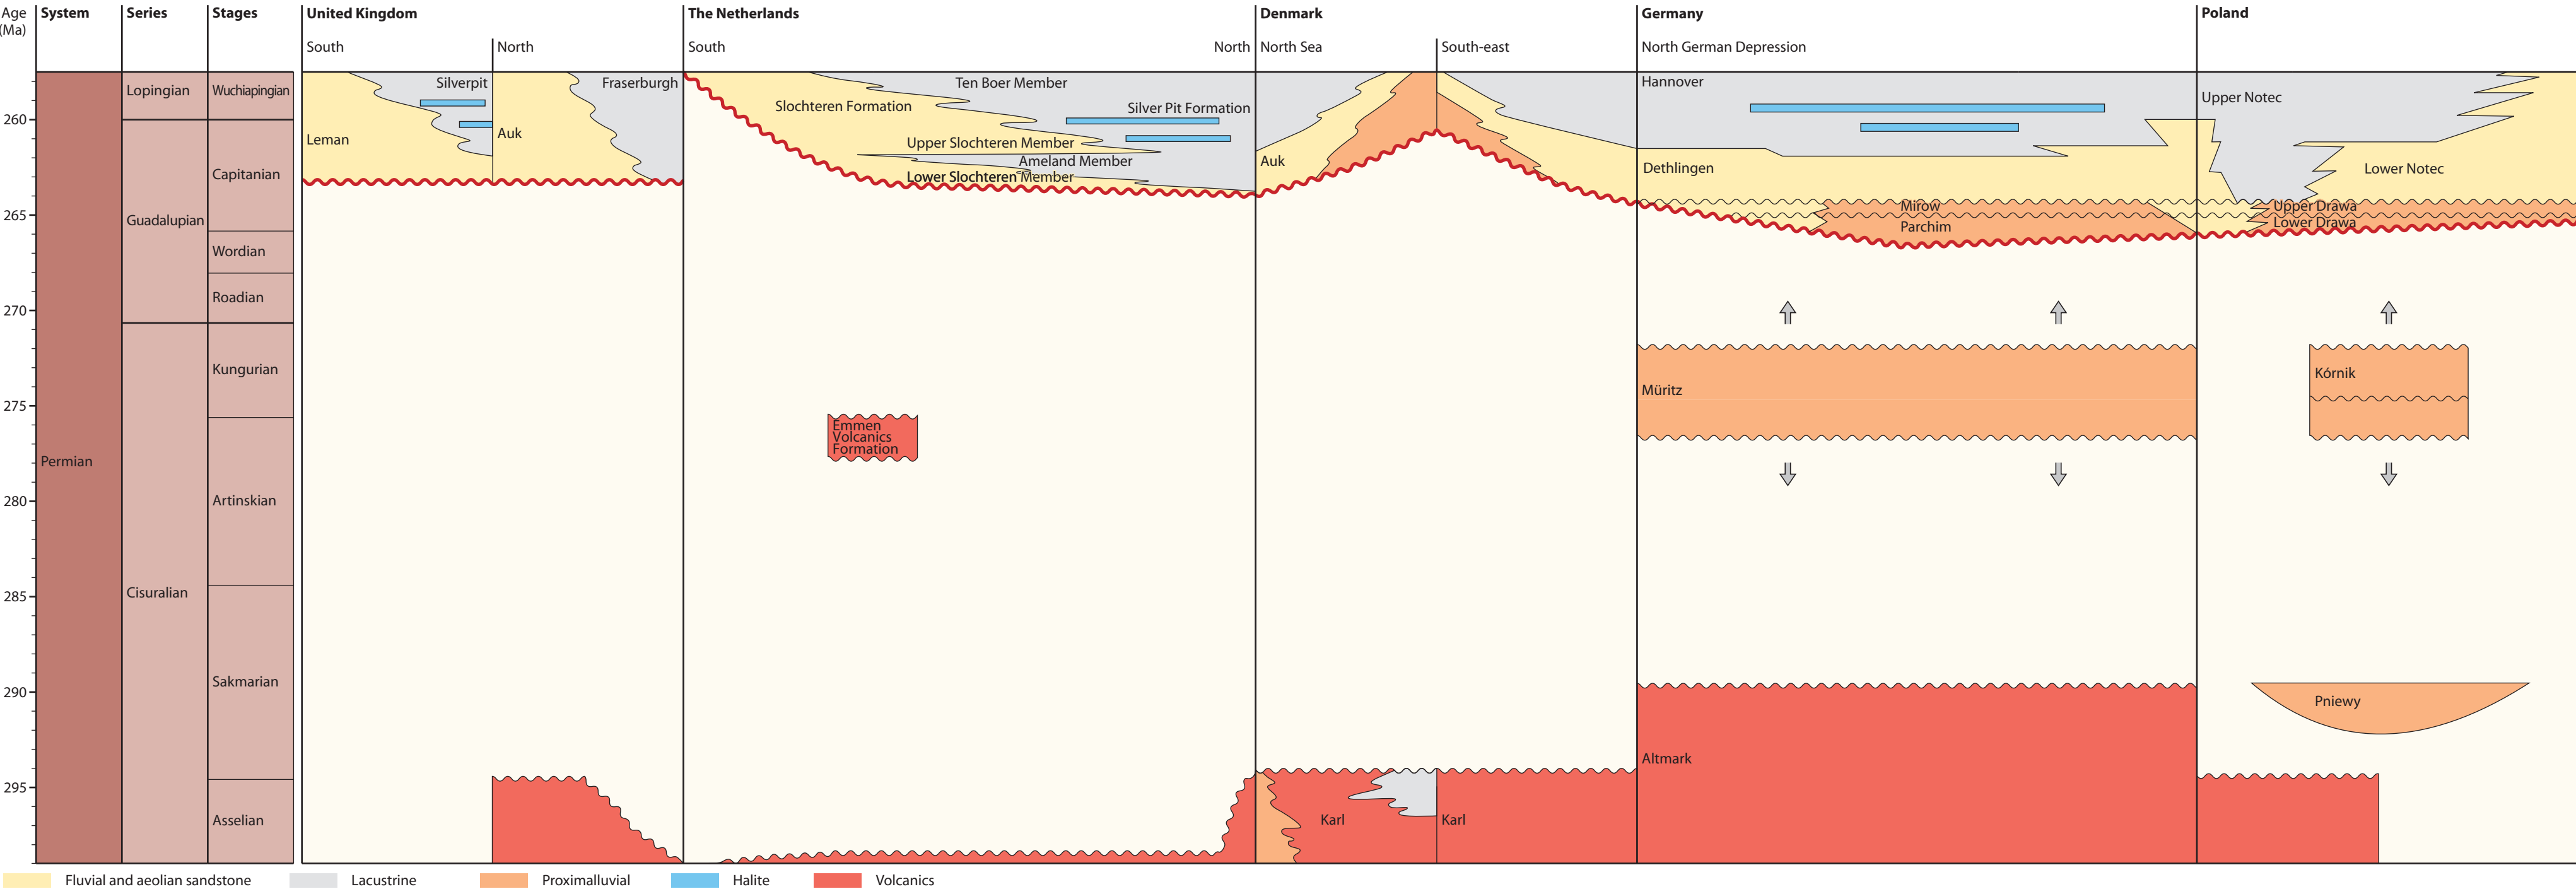 Age
(Ma)
System
Series
Stages
United Kingdom
The Netherlands
Denmark
Germany
Poland
South
North
South
North
North Sea
South-east
North German Depression
260
265
270
275
280
285
290
295
Permian
Lopingian
Guadalupian
Cisuralian
Wuchiapingian
Capitanian
Wordian
Roadian
Kungurian
Artinskian
Sakmarian
Asselian
Leman
Silverpit
Auk
Fraserburgh
Slochteren Formation
Ten Boer Member
Silver Pit Formation
Upper Slochteren Member
Ameland Member
Lower Slochteren Member
Emmen
Volcanics
Formation
Auk
Karl
Karl
Hannover
Dethlingen
Mirow
Parchim
Müritz
Altmark
Upper Notec
Lower Notec
Upper Drawa
Lower Drawa
Kórnik
Pniewy
Fluvial and aeolian sandstone
Lacustrine
Proximalluvial
Halite
Volcanics